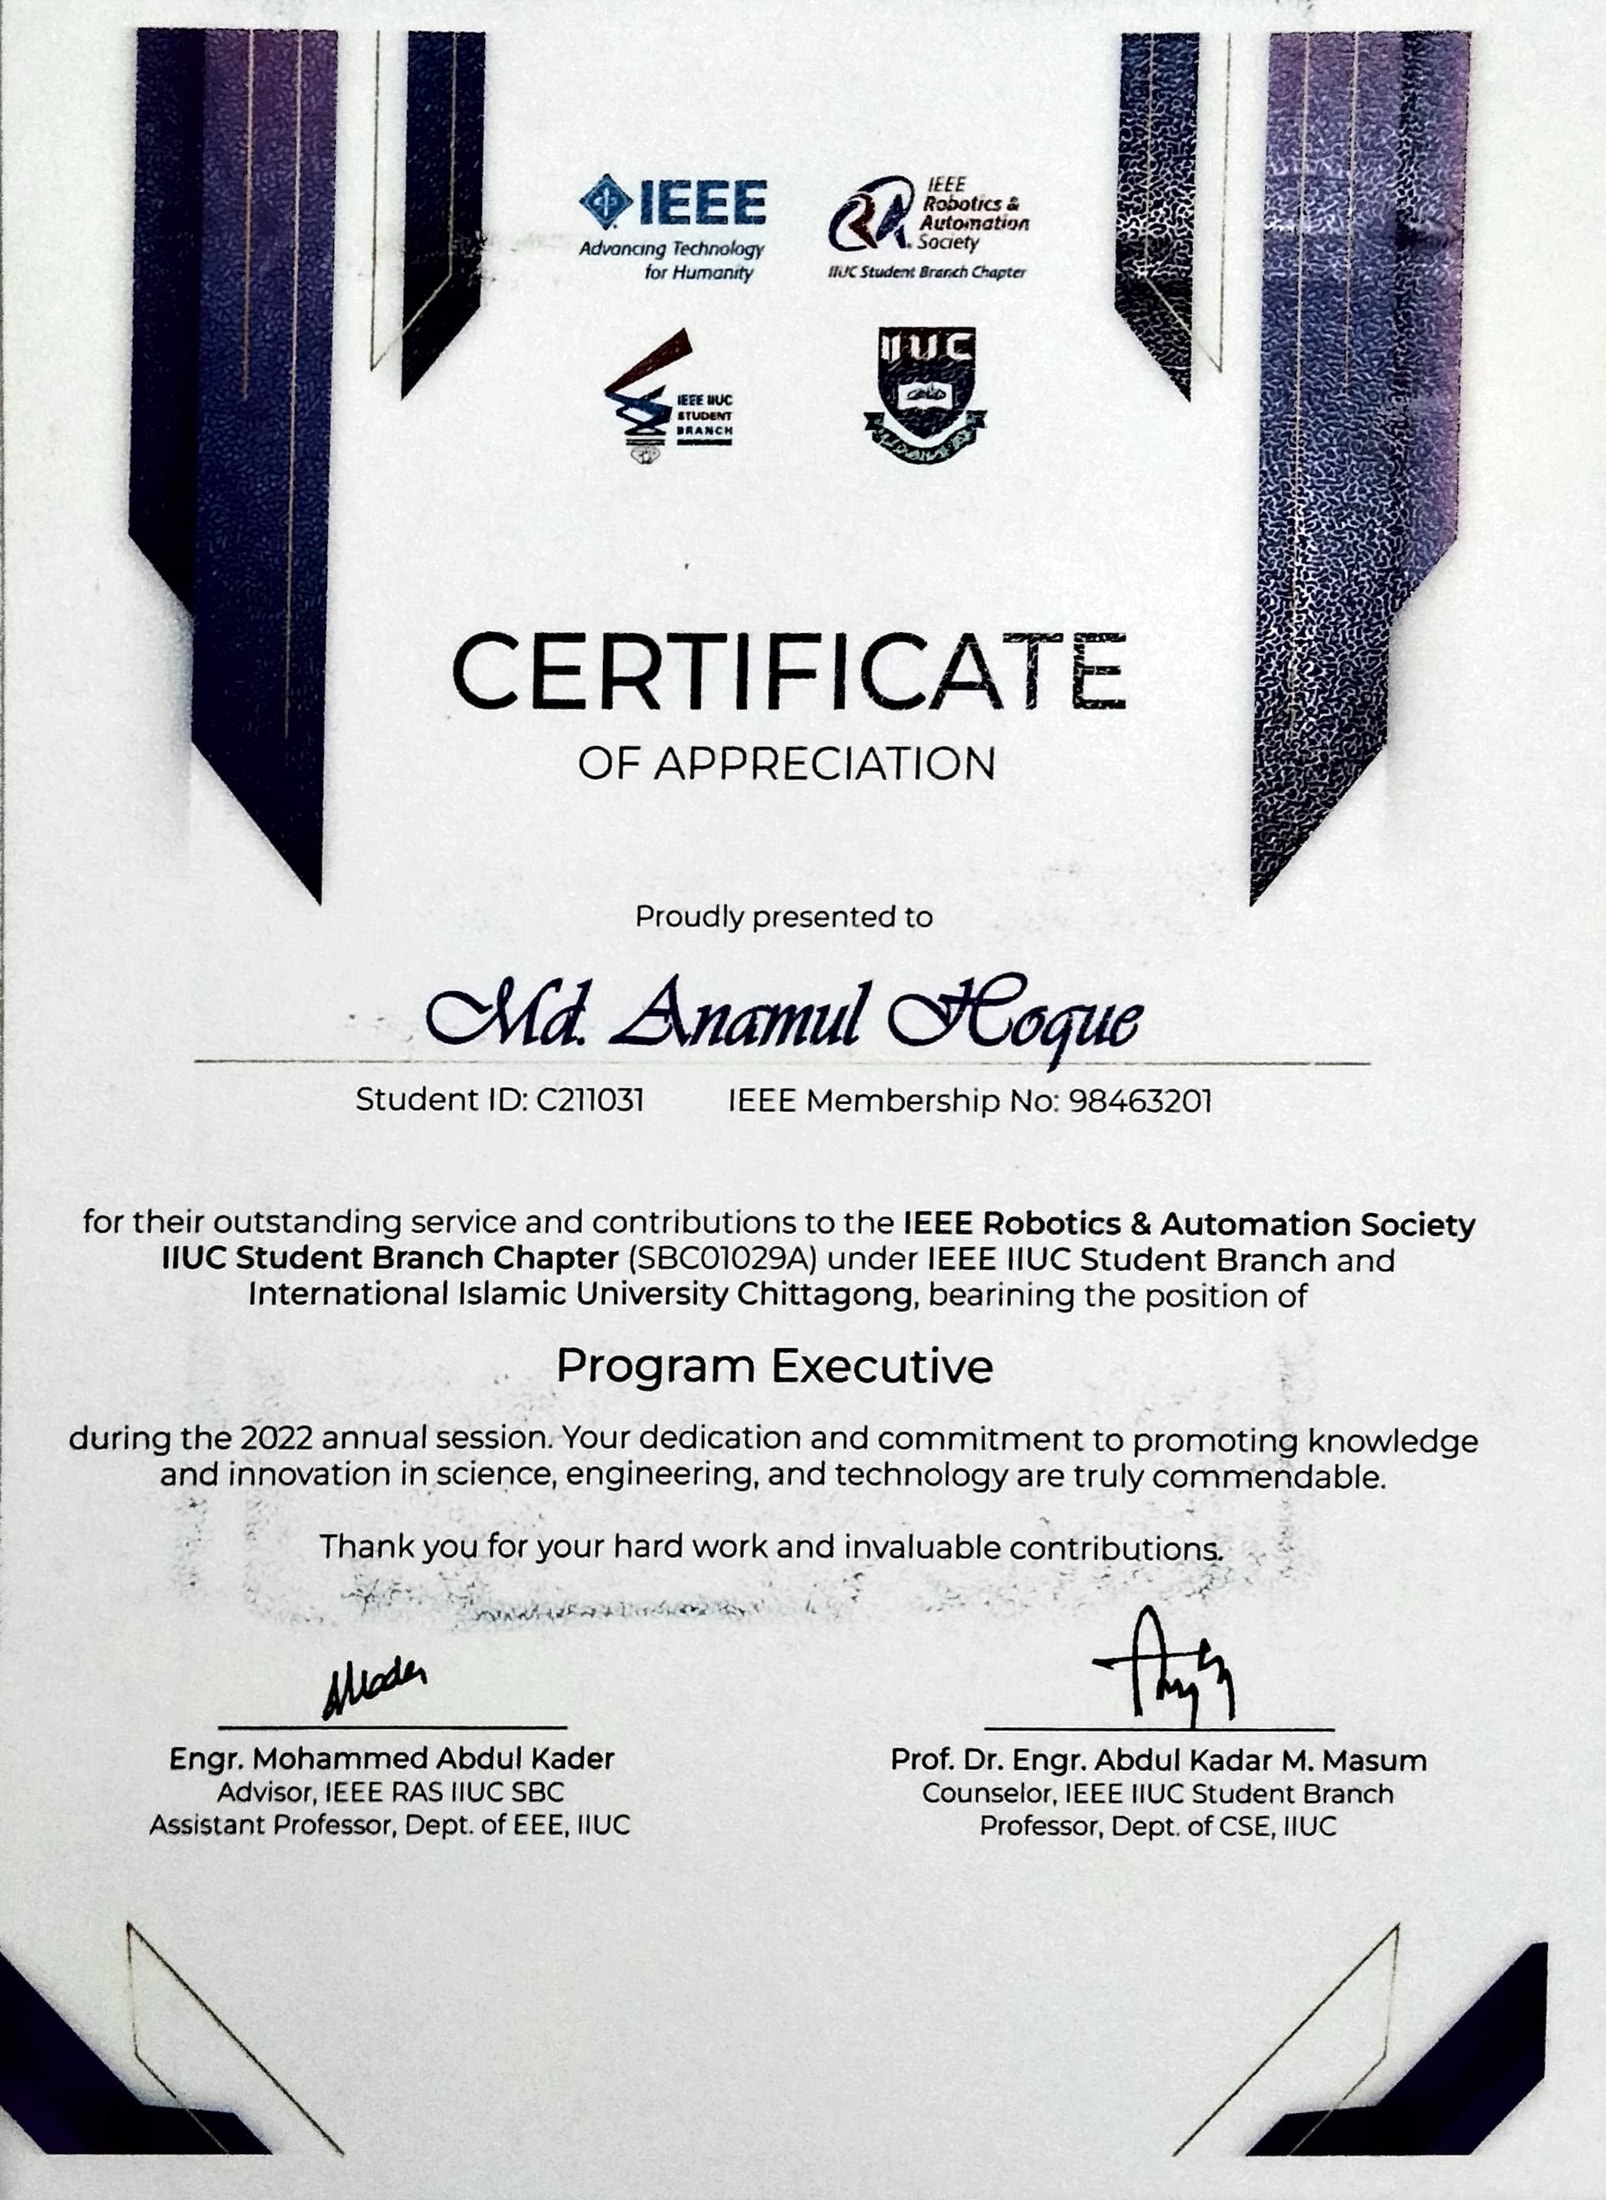 IEEE
Advancing Technology
for Humanity
IEEE
Robotics &
Automation
Society
IIUC Student Branch Chapter
IEEE IIUC
STUDENT
BRANCH
IIUC
CERTIFICATE
OF APPRECIATION
Proudly presented to
Md. Anamul Hoque
Student ID: C211031 IEEE Membership No: 98463201
for their outstanding service and contributions to the IEEE Robotics & Automation Society
IIUC Student Branch Chapter (SBC01029A) under IEEE IIUC Student Branch and
International Islamic University Chittagong, bearining the position of
Program Executive
during the 2022 annual session. Your dedication and commitment to promoting knowledge
and innovation in science, engineering, and technology are truly commendable.
Thank you for your hard work and invaluable contributions.
Engr. Mohammed Abdul Kader
Advisor, IEEE RAS IIUC SBC
Assistant Professor, Dept. of EEE, IIUC
Prof. Dr. Engr. Abdul Kadar M. Masum
Counselor, IEEE IIUC Student Branch
Professor, Dept. of CSE, IIUC